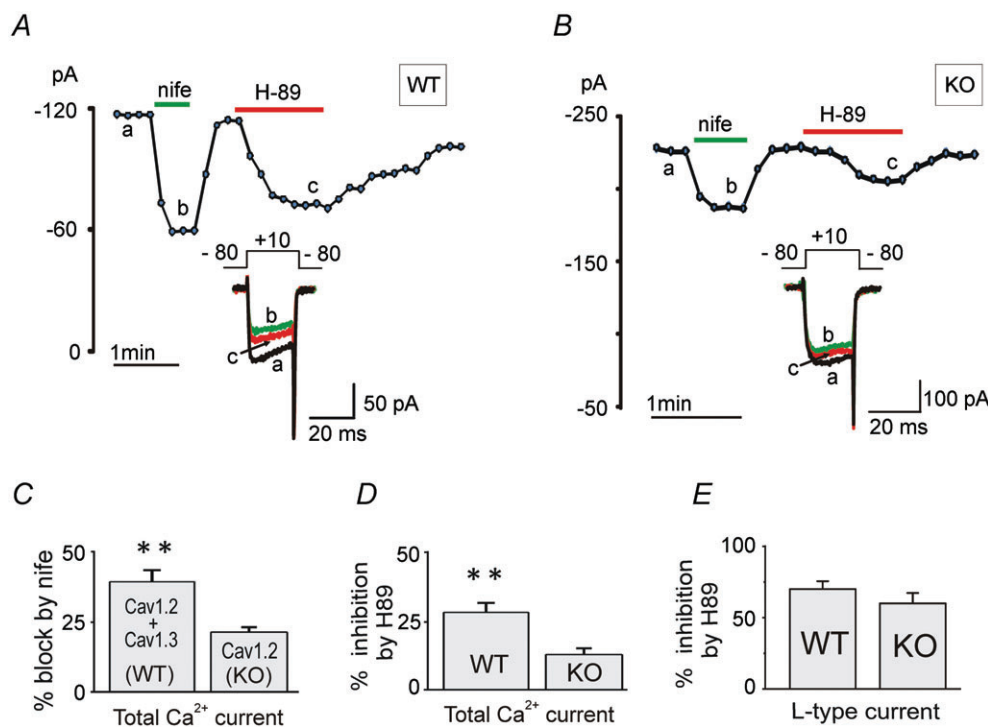 A
pA
WT
nife
H-89
-120
a
b
c
-60
+10
- 80
- 80
b
c
a
0
1min
50 pA
20 ms
B
pA
KO
-250
nife
H-89
a
b
c
+10
- 80
- 80
-150
b
c
a
-50
1min
100 pA
20 ms
C
% block by nife
50
25
0
**
Cav1.2
+
Cav1.3
(WT)
Cav1.2
(KO)
Total Ca²⁺ current
D
% inhibition
by H89
50
25
0
**
WT
KO
Total Ca²⁺ current
E
% inhibition
by H89
100
50
0
WT
KO
L-type current